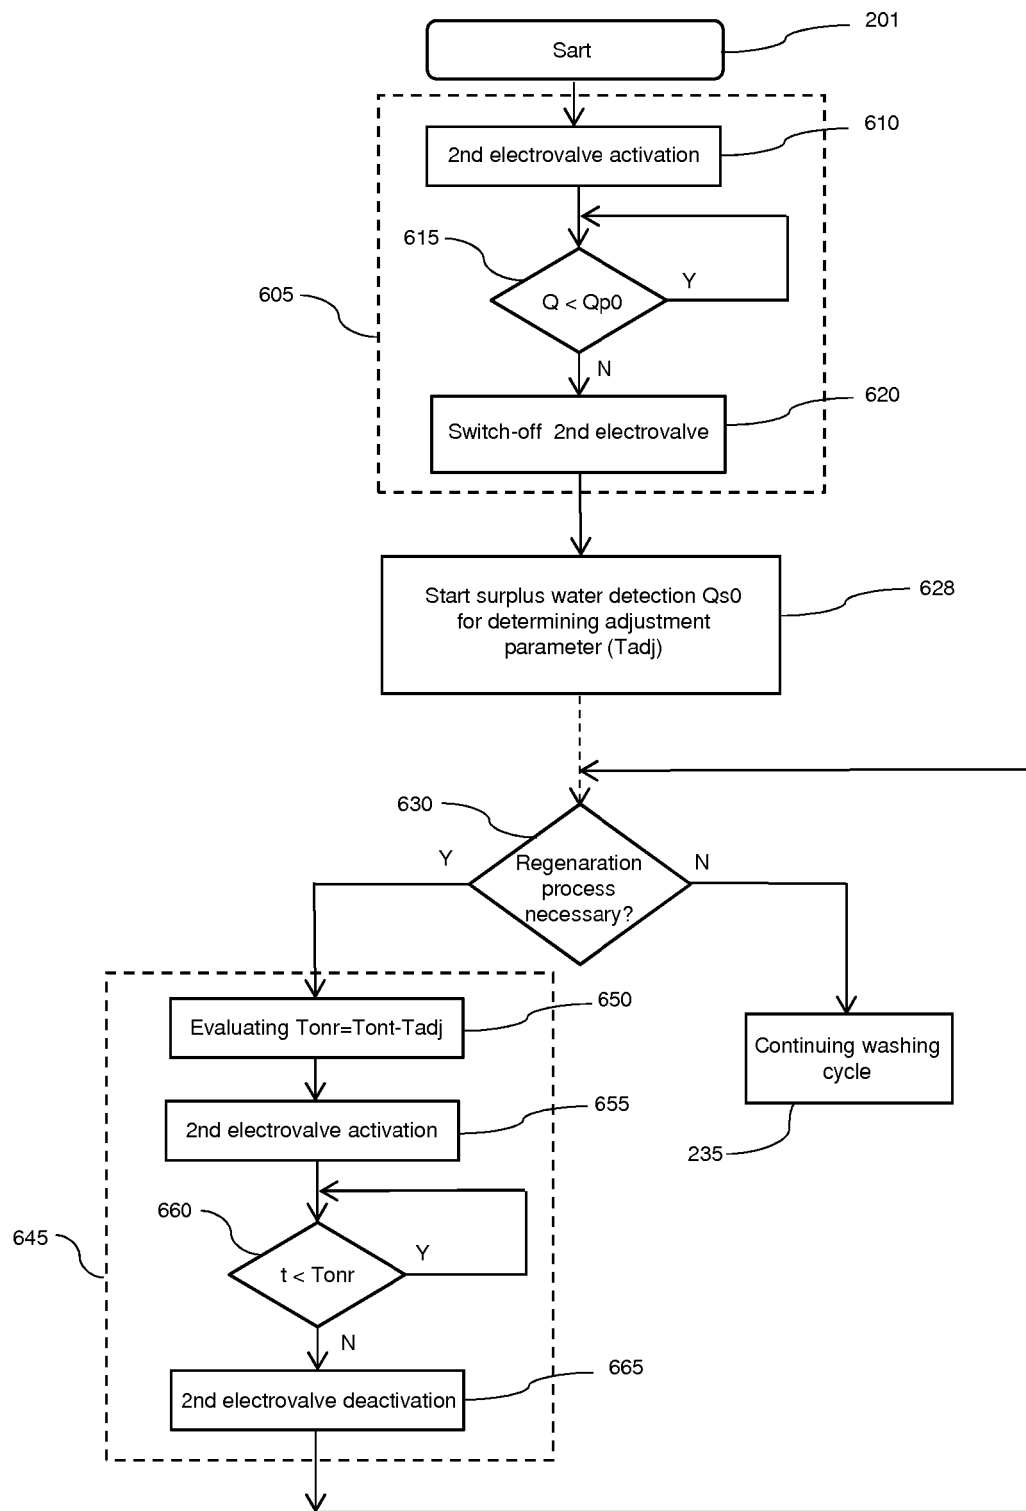 Sart
201
2nd electrovalve activation
610
615
Q < Qp0
Y
605
N
Switch-off 2nd electrovalve
620
Start surplus water detection Qs0
for determining adjustment
parameter (Tadj)
628
630
Y
Regenaration
process
necessary?
N
Evaluating Tonr=Tont-Tadj
650
Continuing washing
cycle
2nd electrovalve activation
655
235
660
645
t < Tonr
Y
N
2nd electrovalve deactivation
665